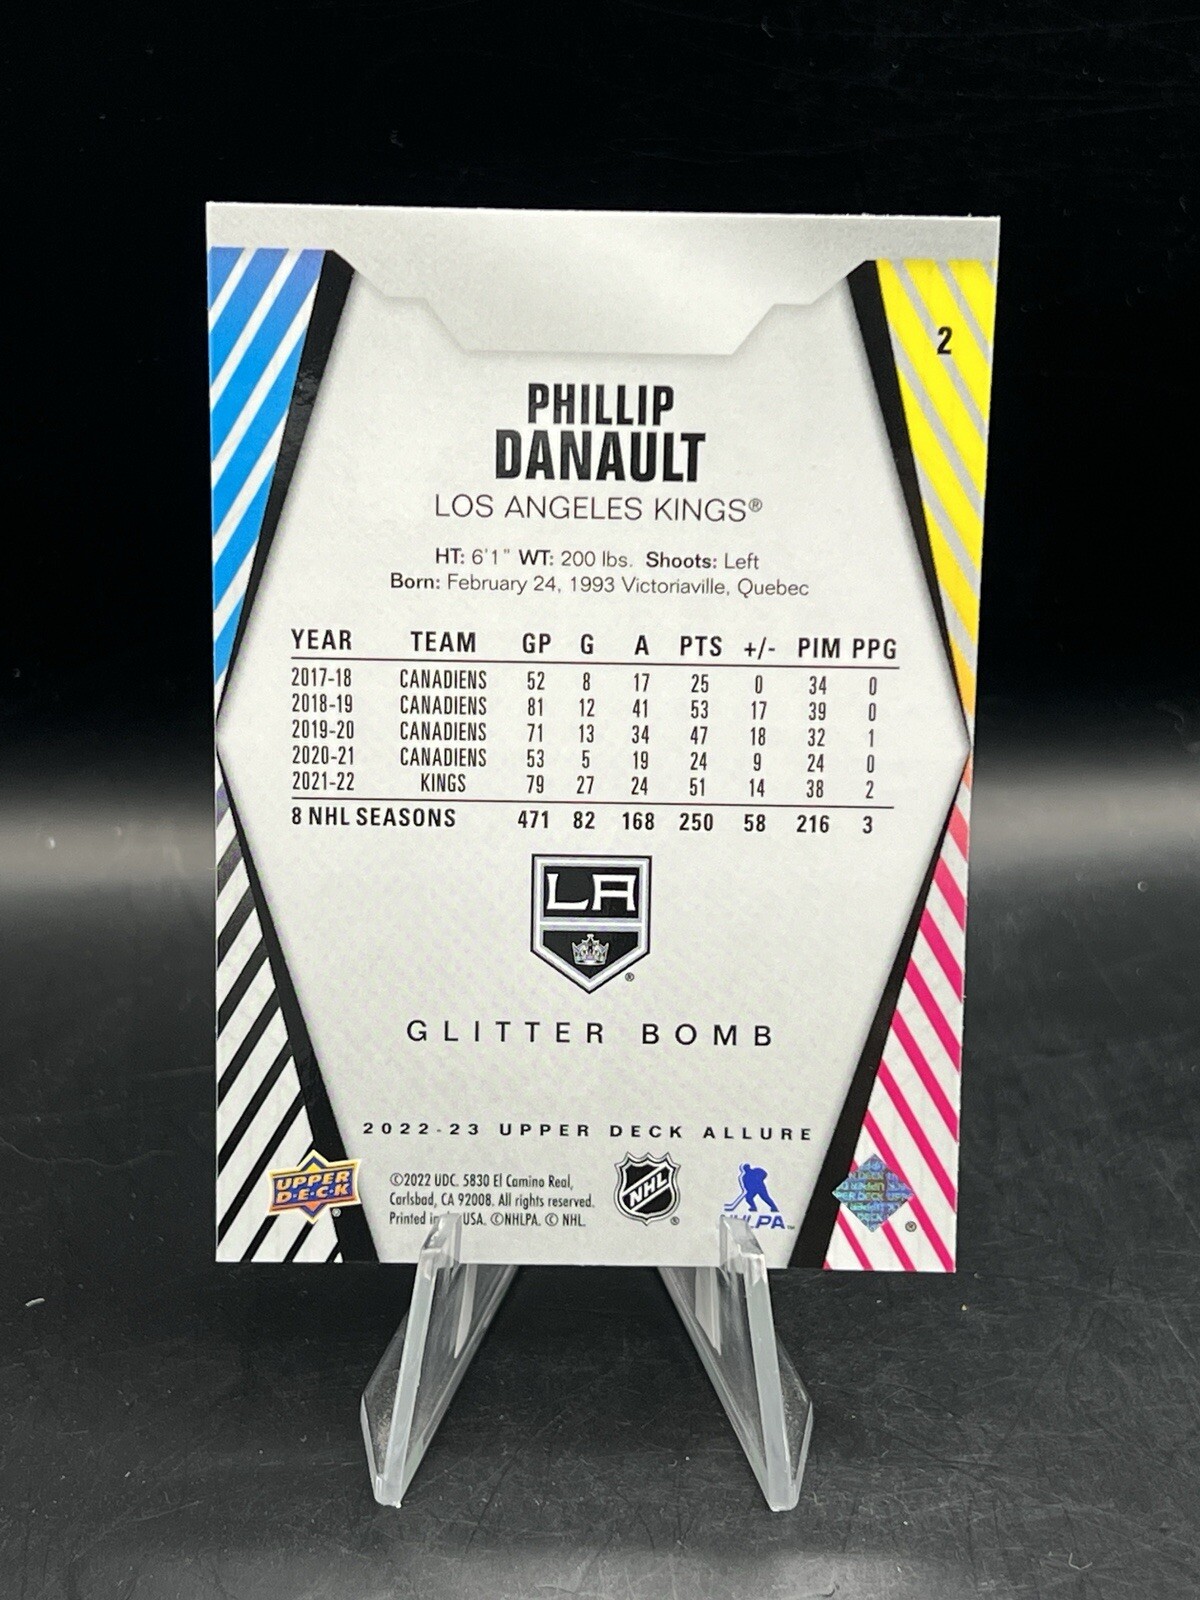 2
PHILLIP
DANAULT
LOS ANGELES KINGS®
HT: 6'1" WT: 200 lbs. Shoots: Left
Born: February 24, 1993 Victoriaville, Quebec
YEAR TEAM GP G A PTS +/- PIM PPG
2017-18 CANADIENS 52 8 17 25 0 34 0
2018-19 CANADIENS 81 12 41 53 17 39 0
2019-20 CANADIENS 71 13 34 47 18 32 1
2020-21 CANADIENS 53 5 19 24 9 24 0
2021-22 KINGS 79 27 24 51 14 38 2
8 NHL SEASONS 471 82 168 250 58 216 3
LA
®
GLITTER BOMB
2022-23 UPPER DECK ALLURE
UPPER
D·E·C·K
®
©2022 UDC. 5830 El Camino Real,
Carlsbad, CA 92008. All rights reserved.
Printed in USA. ©NHLPA. © NHL.
NHL
®
NHLPA™
UPPER DECK
®